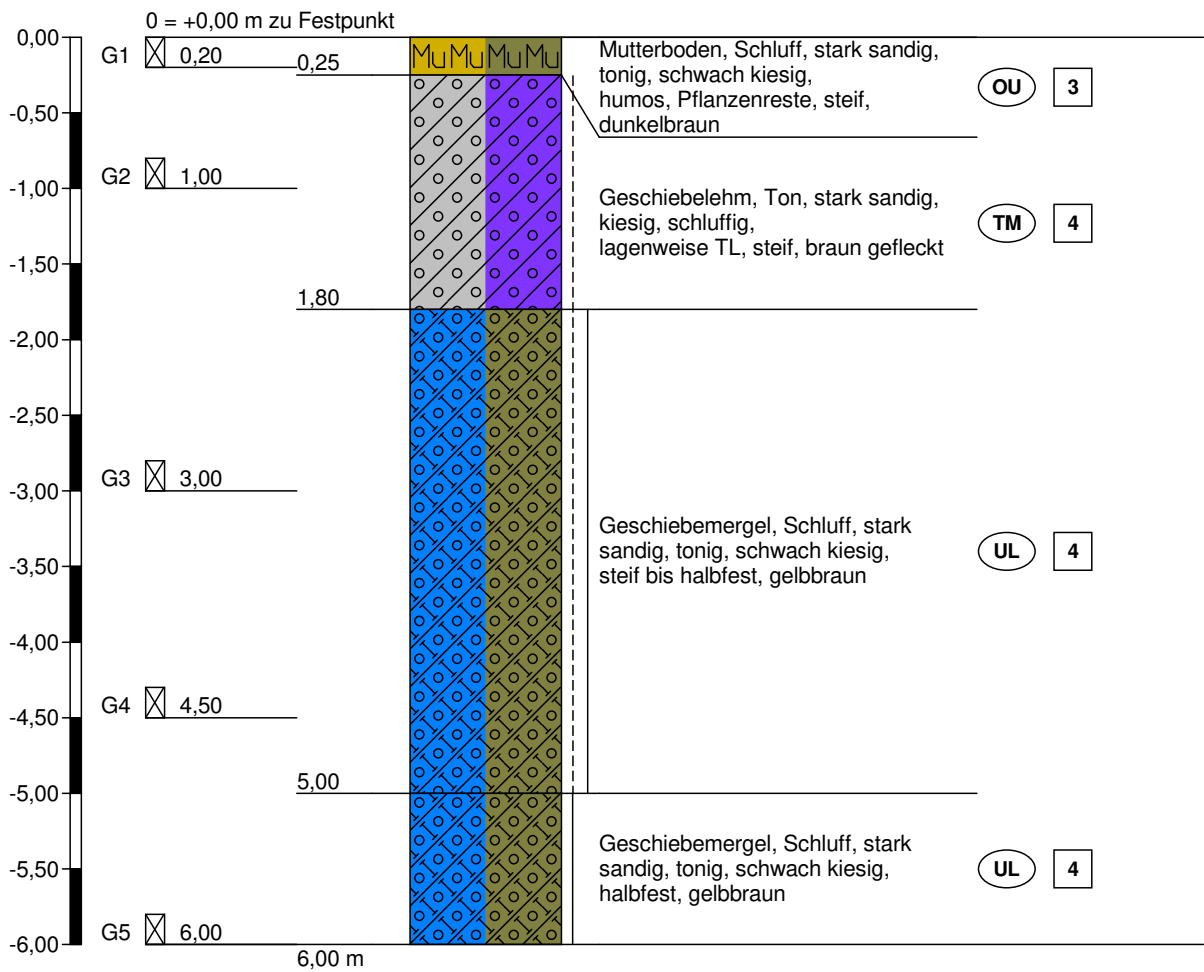 0 = +0,00 m zu Festpunkt
0,00
G1
0,20
0,25
Mu Mu Mu Mu
Mutterboden, Schluff, stark sandig,
tonig, schwach kiesig,
humos, Pflanzenreste, steif,
dunkelbraun
OU
3
-0,50
-1,00
G2
1,00
Geschiebelehm, Ton, stark sandig,
kiesig, schluffig,
lagenweise TL, steif, braun gefleckt
TM
4
-1,50
1,80
-2,00
-2,50
-3,00
G3
3,00
-3,50
Geschiebemergel, Schluff, stark
sandig, tonig, schwach kiesig,
steif bis halbfest, gelbbraun
UL
4
-4,00
-4,50
G4
4,50
-5,00
5,00
-5,50
Geschiebemergel, Schluff, stark
sandig, tonig, schwach kiesig,
halbfest, gelbbraun
UL
4
-6,00
G5
6,00
6,00 m